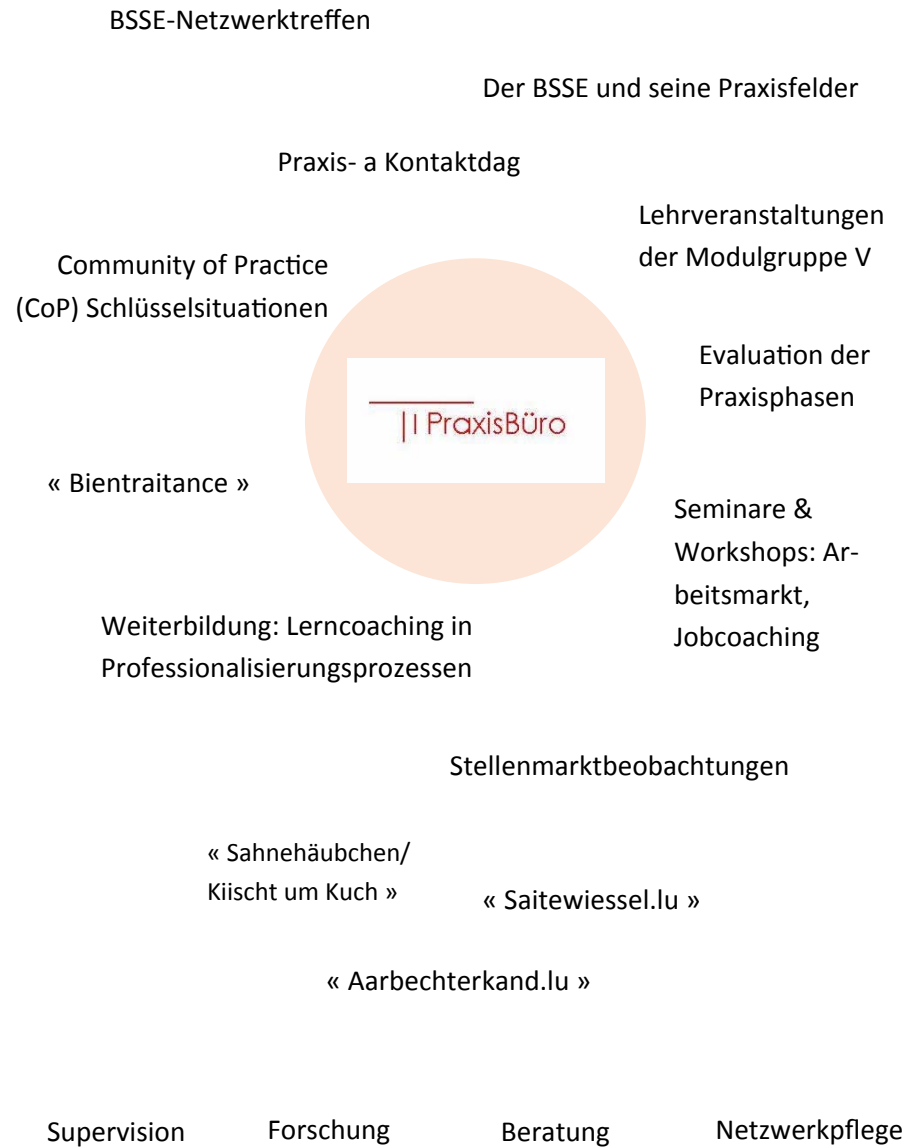 BSSE-Netzwerktreffen
Der BSSE und seine Praxisfelder
Praxis- a Kontaktdag
Lehrveranstaltungen
der Modulgruppe V
Community of Practice
(CoP) Schlüsselsituationen
Evaluation der
Praxisphasen
PraxisBüro
« Bientraitance »
Seminare &
Workshops: Ar-
beitsmarkt,
Jobcoaching
Weiterbildung: Lerncoaching in
Professionalisierungsprozessen
Stellenmarktbeobachtungen
« Sahnehäubchen/
Kiischt um Kuch »
« Saitewiessel.lu »
« Aarbechterkand.lu »
Supervision
Forschung
Beratung
Netzwerkpflege